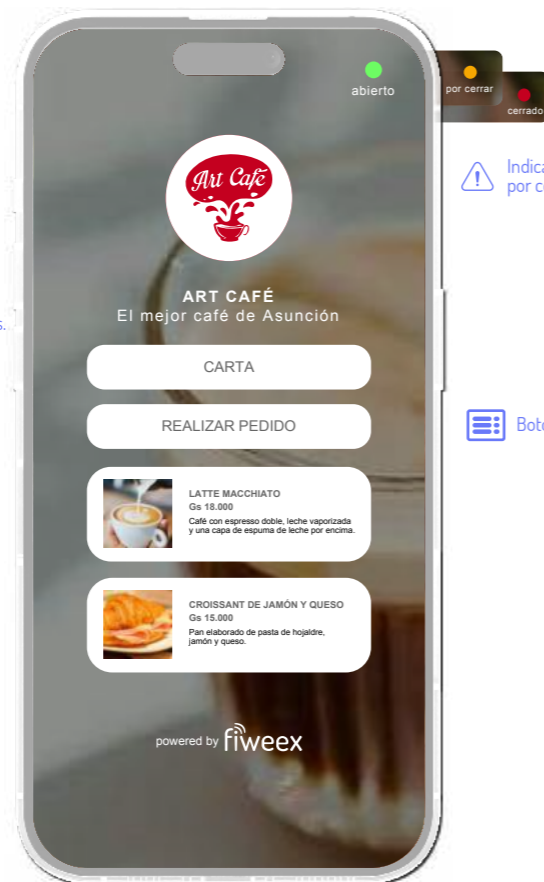 abierto
por cerrar
cerrado
Art Café
Indica
por c
s.
ART CAFÉ
El mejor café de Asunción
CARTA
REALIZAR PEDIDO
Boto
LATTE MACCHIATO
Gs 18.000
Café con espresso doble, leche vaporizada
y una capa de espuma de leche por encima.
CROISSANT DE JAMÓN Y QUESO
Gs 15.000
Pan elaborado de pasta de hojaldre,
jamón y queso.
powered by fiweex